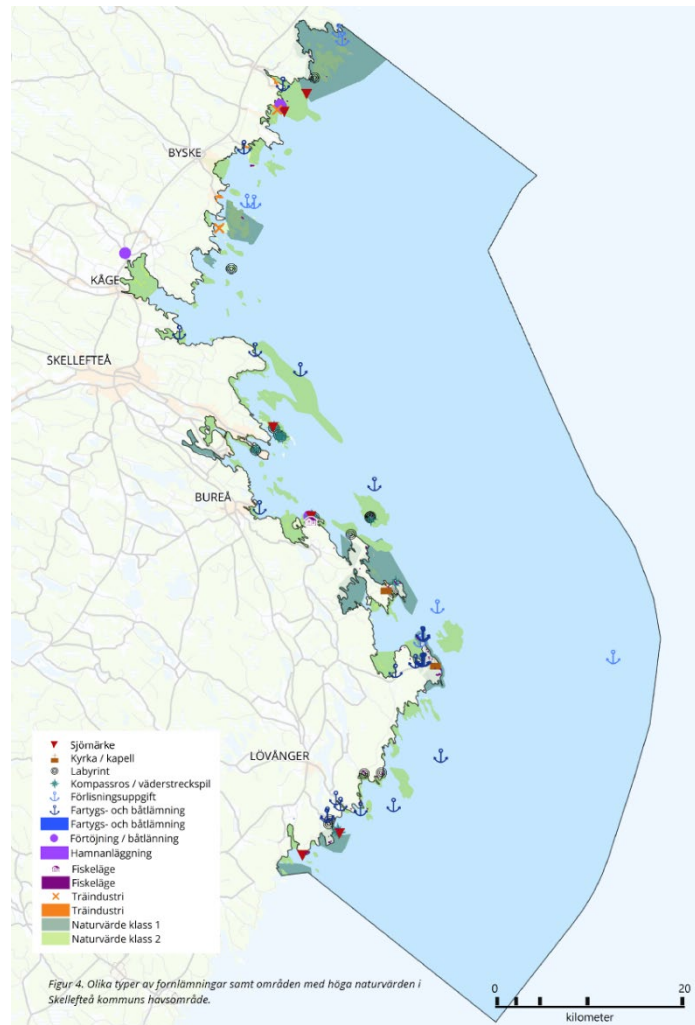 BYSKE
KÅGE
SKELLEFTEÅ
BUREÅ
LÖVÅNGER
Sjömärke
Kyrka / kapell
Labyrint
Kompassros / väderstreckspil
Förlisningsuppgift
Fartygs- och båtlämning
Fartygs- och båtlämning
Förtöjning / båtlänning
Hamnanläggning
Fiskeläge
Fiskeläge
Träindustri
Träindustri
Naturvärde klass 1
Naturvärde klass 2
Figur 4. Olika typer av fornlämningar samt områden med höga naturvärden i
Skellefteå kommuns havsområde.
0 20
kilometer